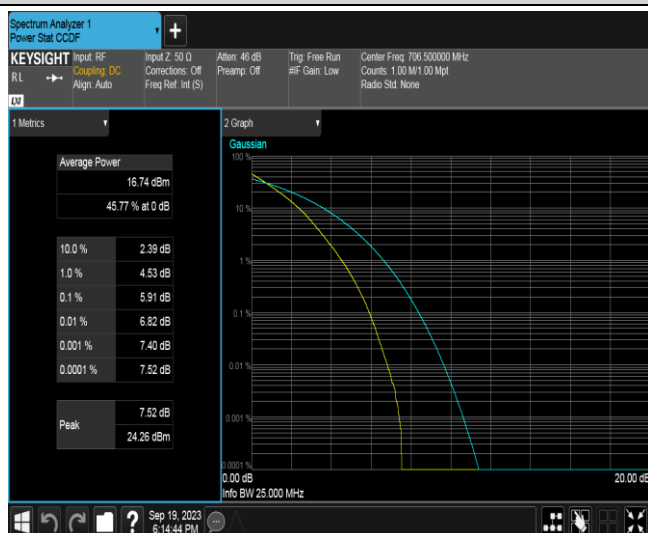 Spectrum Analyzer 1
Power Stat CCDF
+
KEYSIGHT
RL
LXI
Input: RF
Coupling: DC
Align: Auto
Input Z: 50 Ω
Corrections: Off
Freq Ref: Int (S)
Atten: 46 dB
Preamp: Off
Trig: Free Run
#IF Gain: Low
Center Freq: 706.500000 MHz
Counts: 1.00 M/1.00 Mpt
Radio Std: None
1 Metrics
Average Power
16.74 dBm
45.77 % at 0 dB
10.0 % 2.39 dB
1.0 % 4.53 dB
0.1 % 5.91 dB
0.01 % 6.82 dB
0.001 % 7.40 dB
0.0001 % 7.52 dB
Peak
7.52 dB
24.26 dBm
2 Graph
Gaussian
100 %
10 %
1 %
0.1 %
0.01 %
0.001 %
0.0001 %
0.00 dB
20.00 dB
Info BW 25.000 MHz
?
Sep 19, 2023
6:14:44 PM